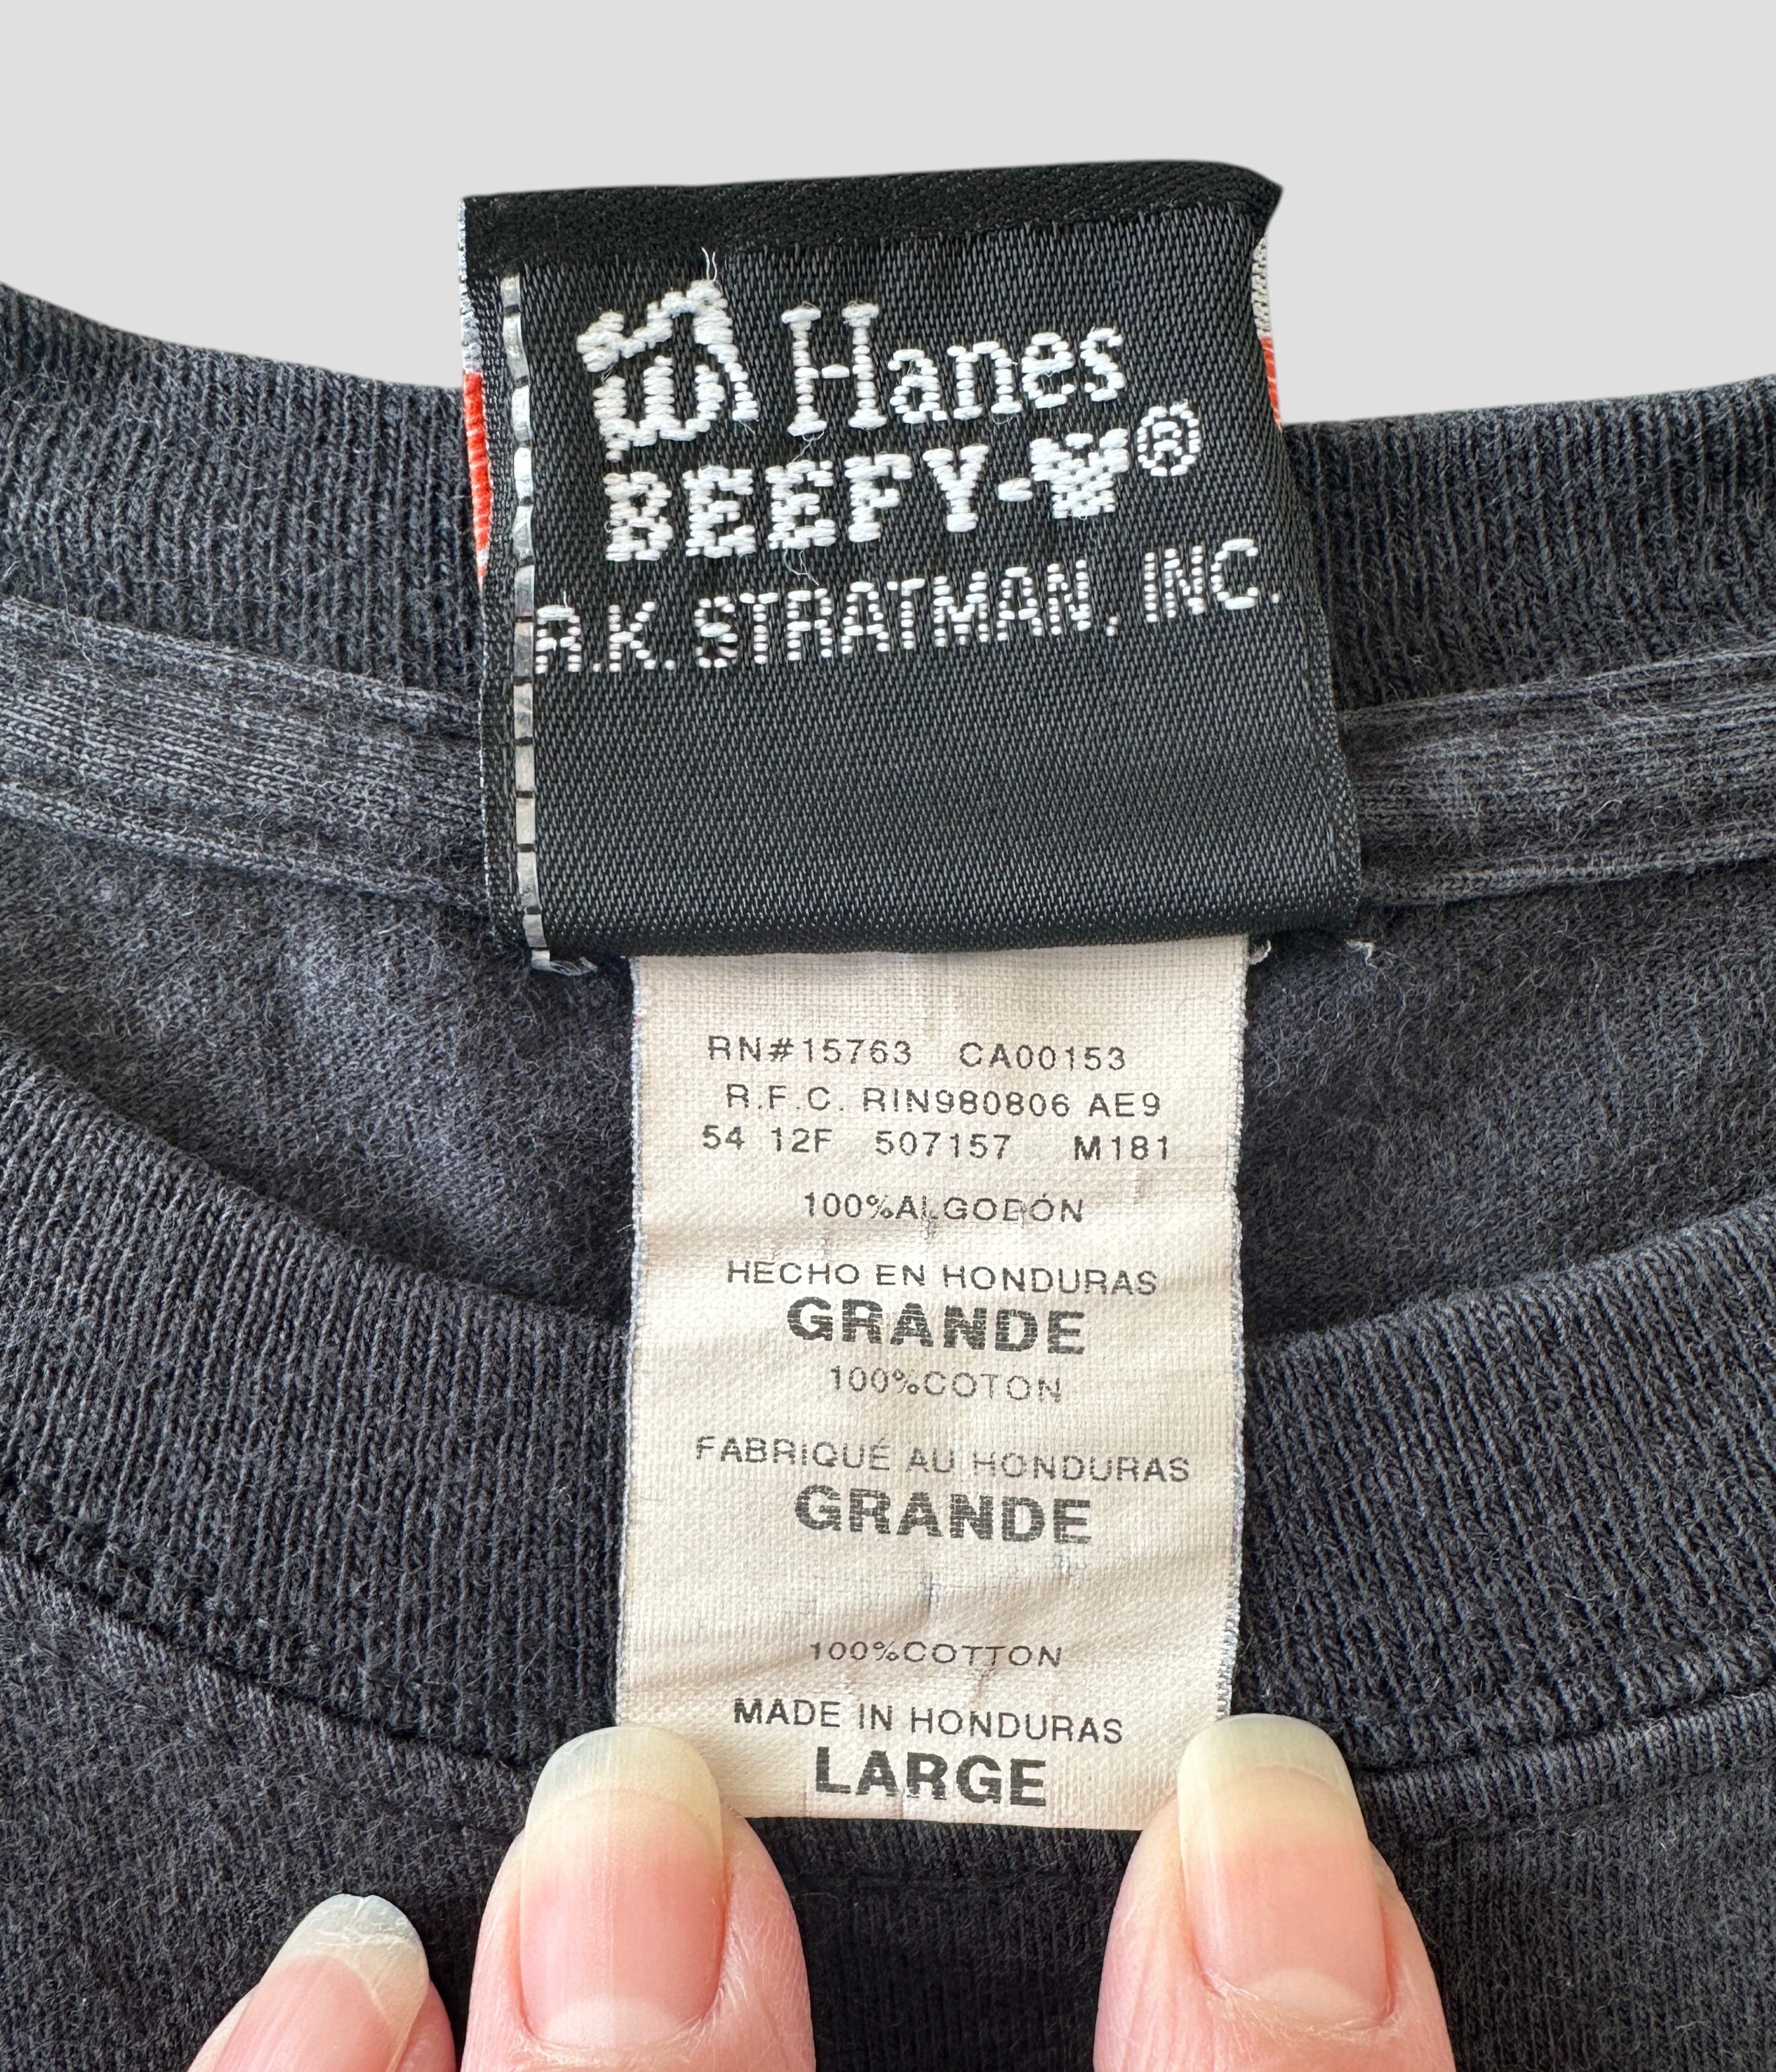 Hanes
BEEFY-T®
R.K. STRATMAN, INC.
RN#15763 CA00153
R.F.C. RIN980806 AE9
54 12F 507157 M181
100%ALGODÓN
HECHO EN HONDURAS
GRANDE
100%COTON
FABRIQUÉ AU HONDURAS
GRANDE
100%COTTON
MADE IN HONDURAS
LARGE